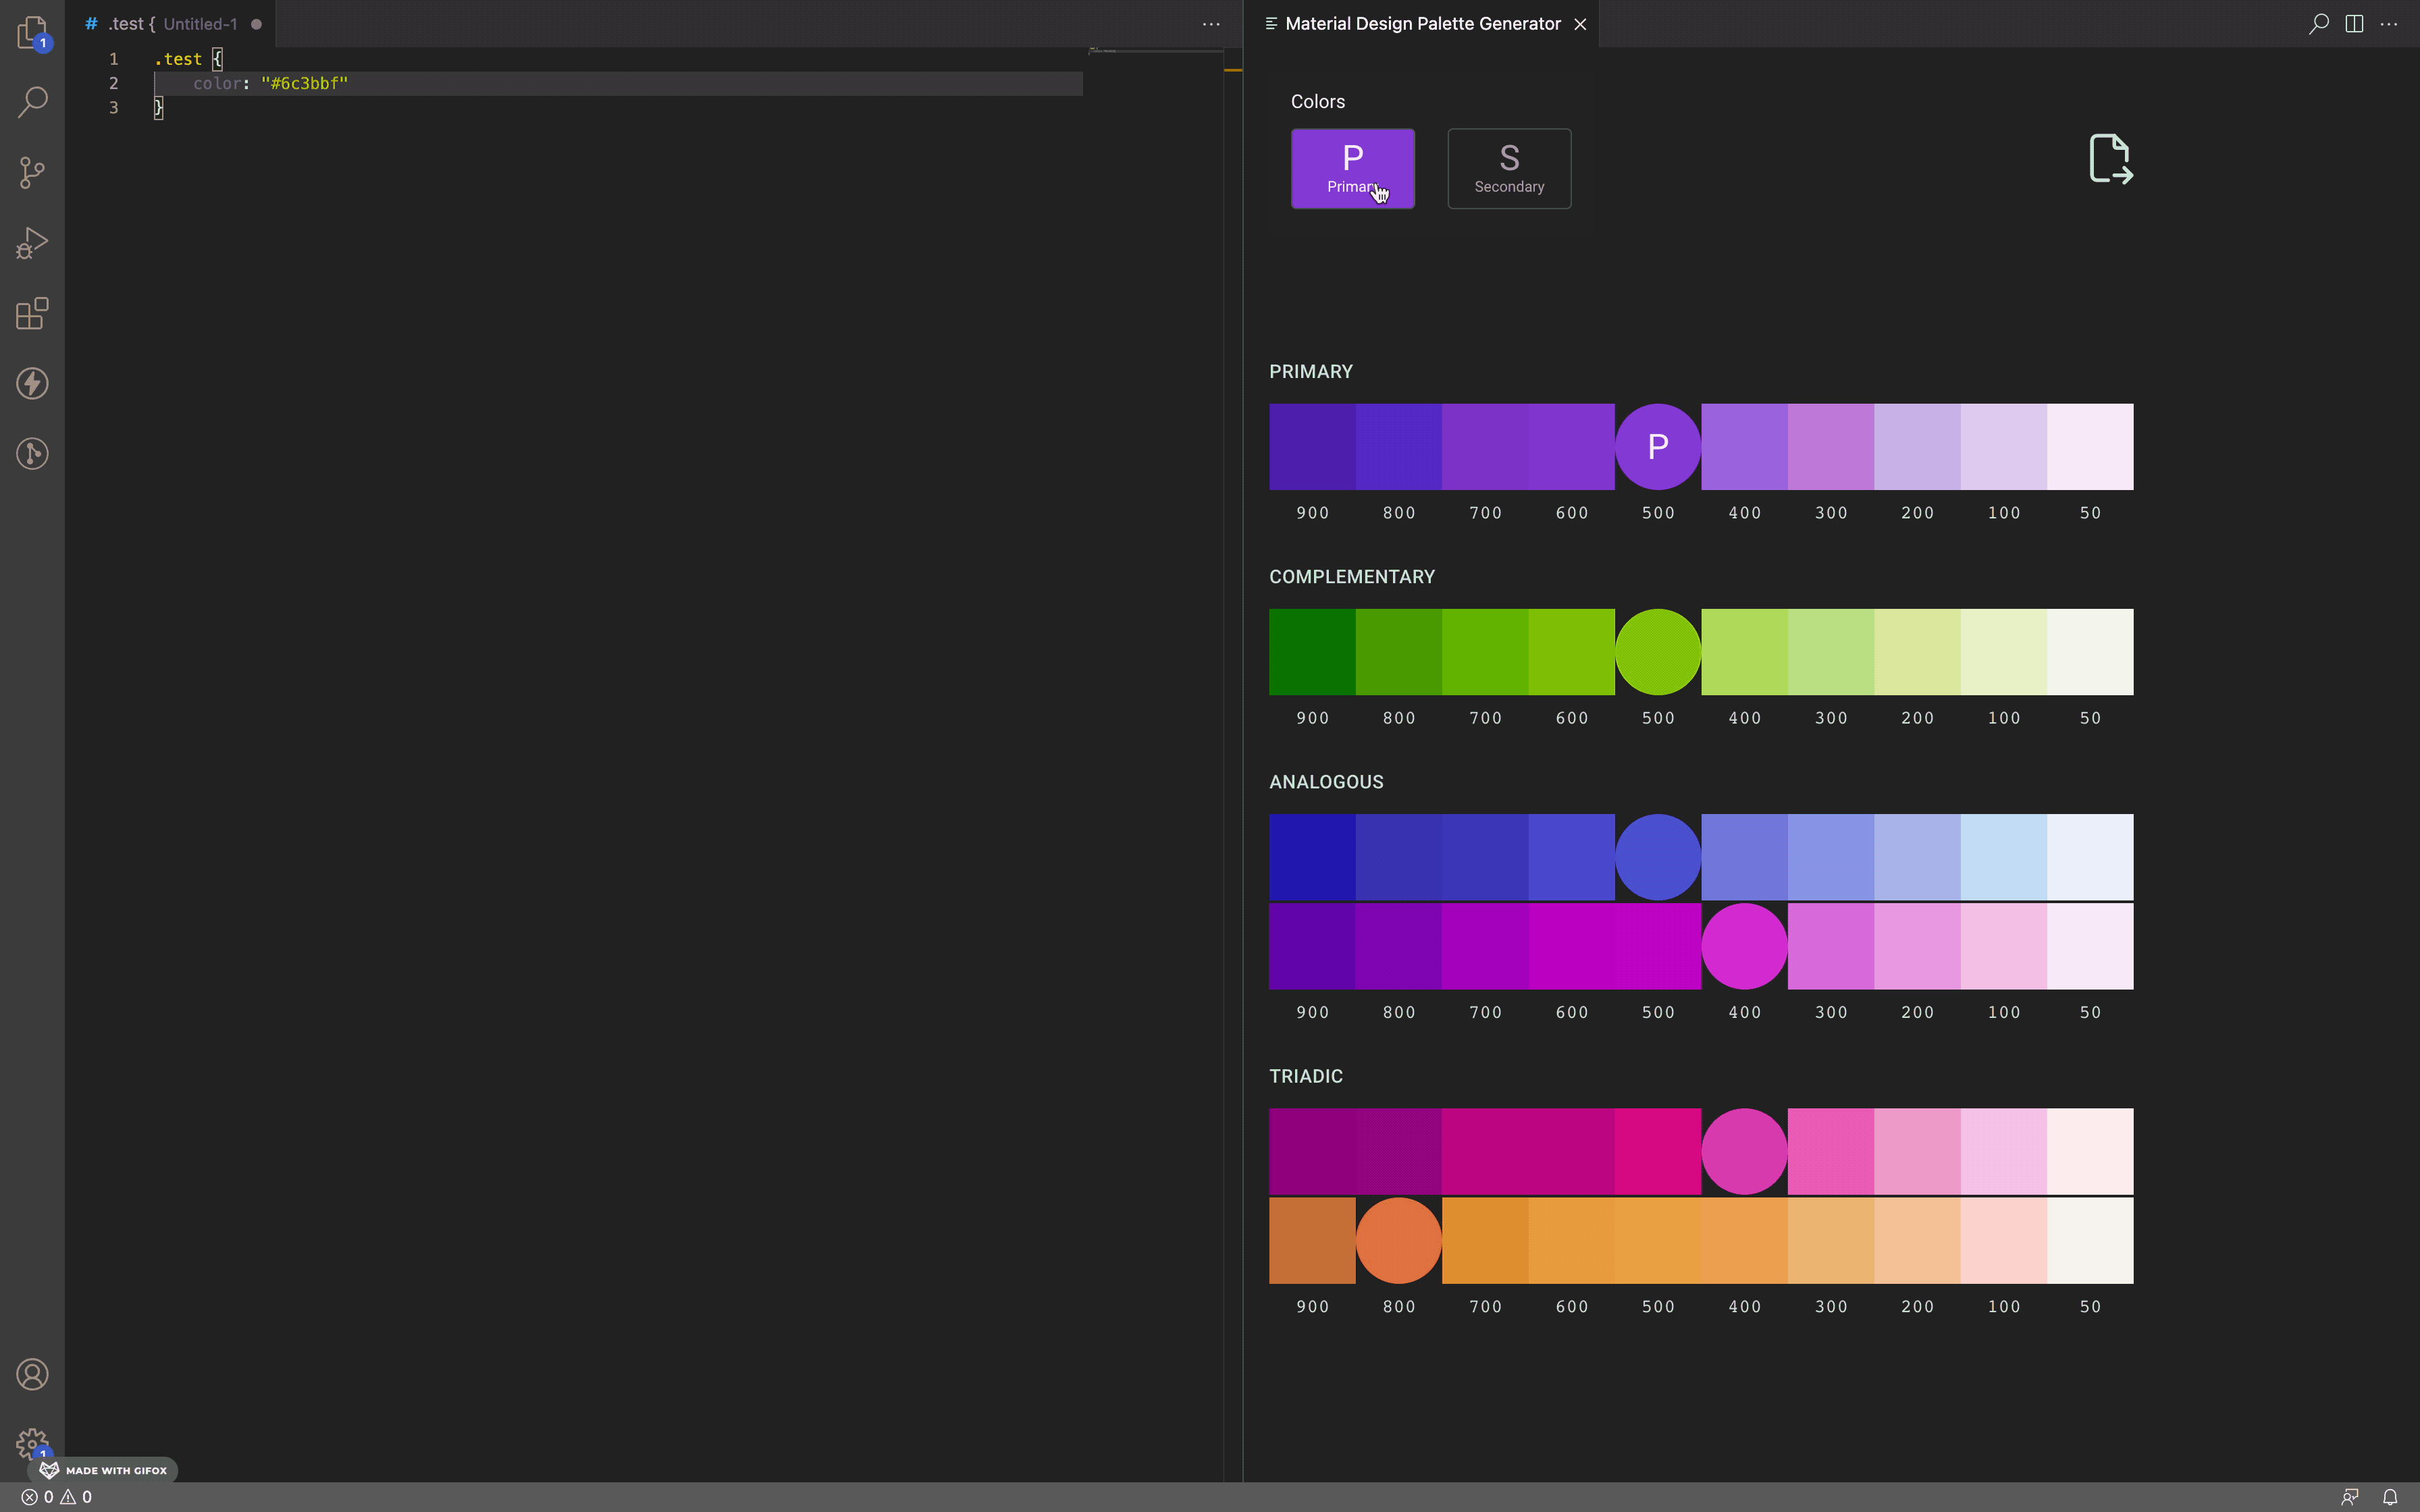 1
# .test { Untitled-1
Material Design Palette Generator
1 .test {
2 color: "#6c3bbf"
3 }
Colors
P
Primary
S
Secondary
PRIMARY
P
900 800 700 600 500 400 300 200 100 50
COMPLEMENTARY
900 800 700 600 500 400 300 200 100 50
ANALOGOUS
900 800 700 600 500 400 300 200 100 50
TRIADIC
900 800 700 600 500 400 300 200 100 50
1
MADE WITH GIFOX
0 0